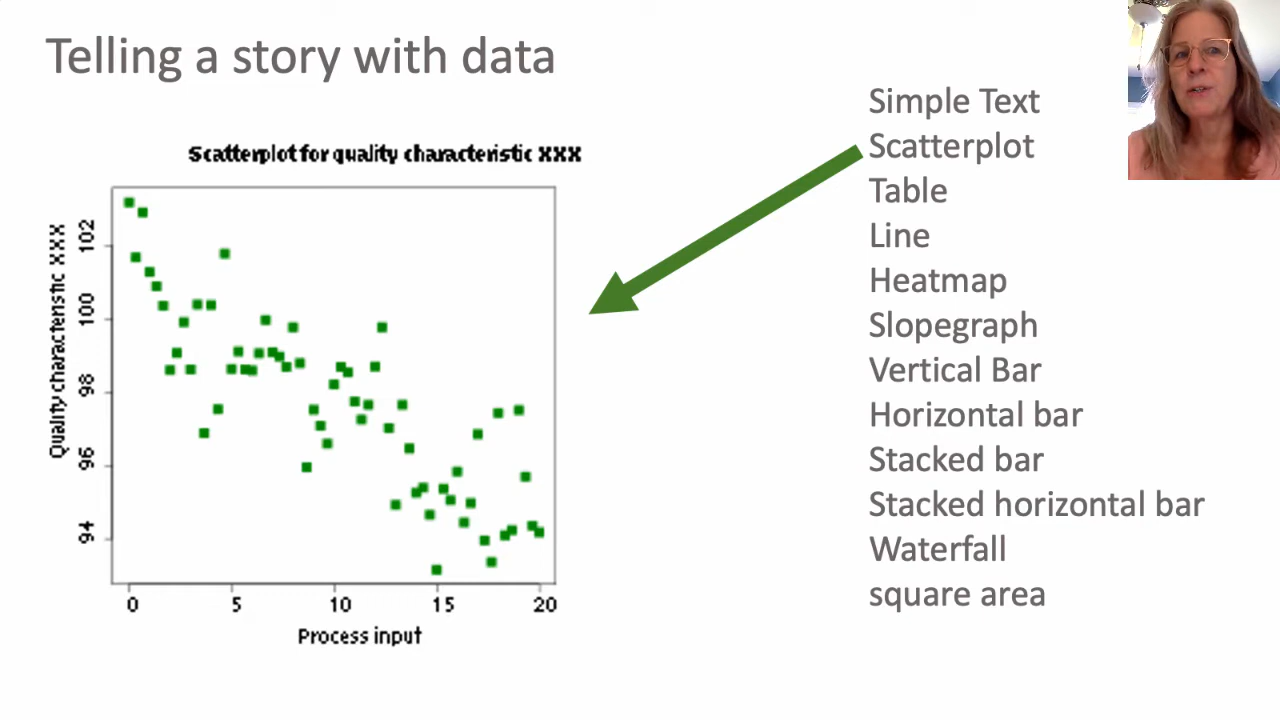 Telling a story with data
Scatterplot for quality characteristic XXX
Quality characteristic XXX
102
100
98
96
94
0 5 10 15 20
Process input
Simple Text
Scatterplot
Table
Line
Heatmap
Slopegraph
Vertical Bar
Horizontal bar
Stacked bar
Stacked horizontal bar
Waterfall
square area